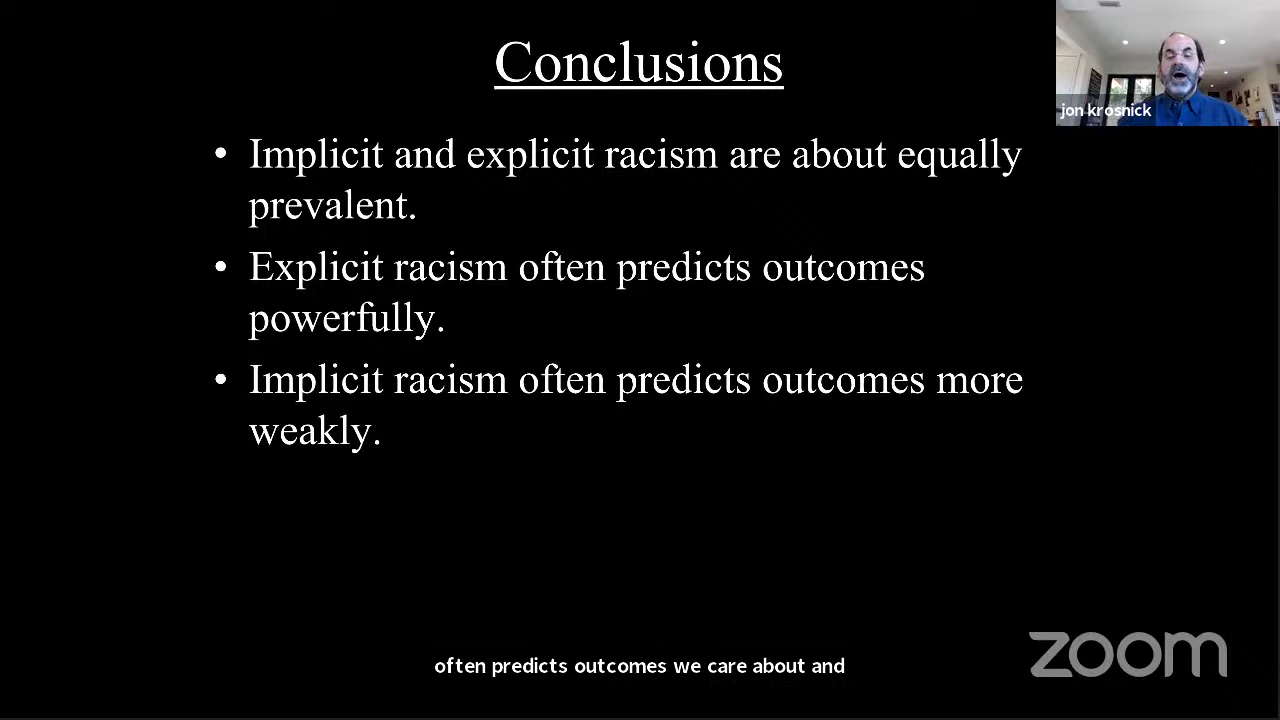 Conclusions
jon krosnick
• Implicit and explicit racism are about equally
prevalent.
• Explicit racism often predicts outcomes
powerfully.
• Implicit racism often predicts outcomes more
weakly.
often predicts outcomes we care about and
zoom